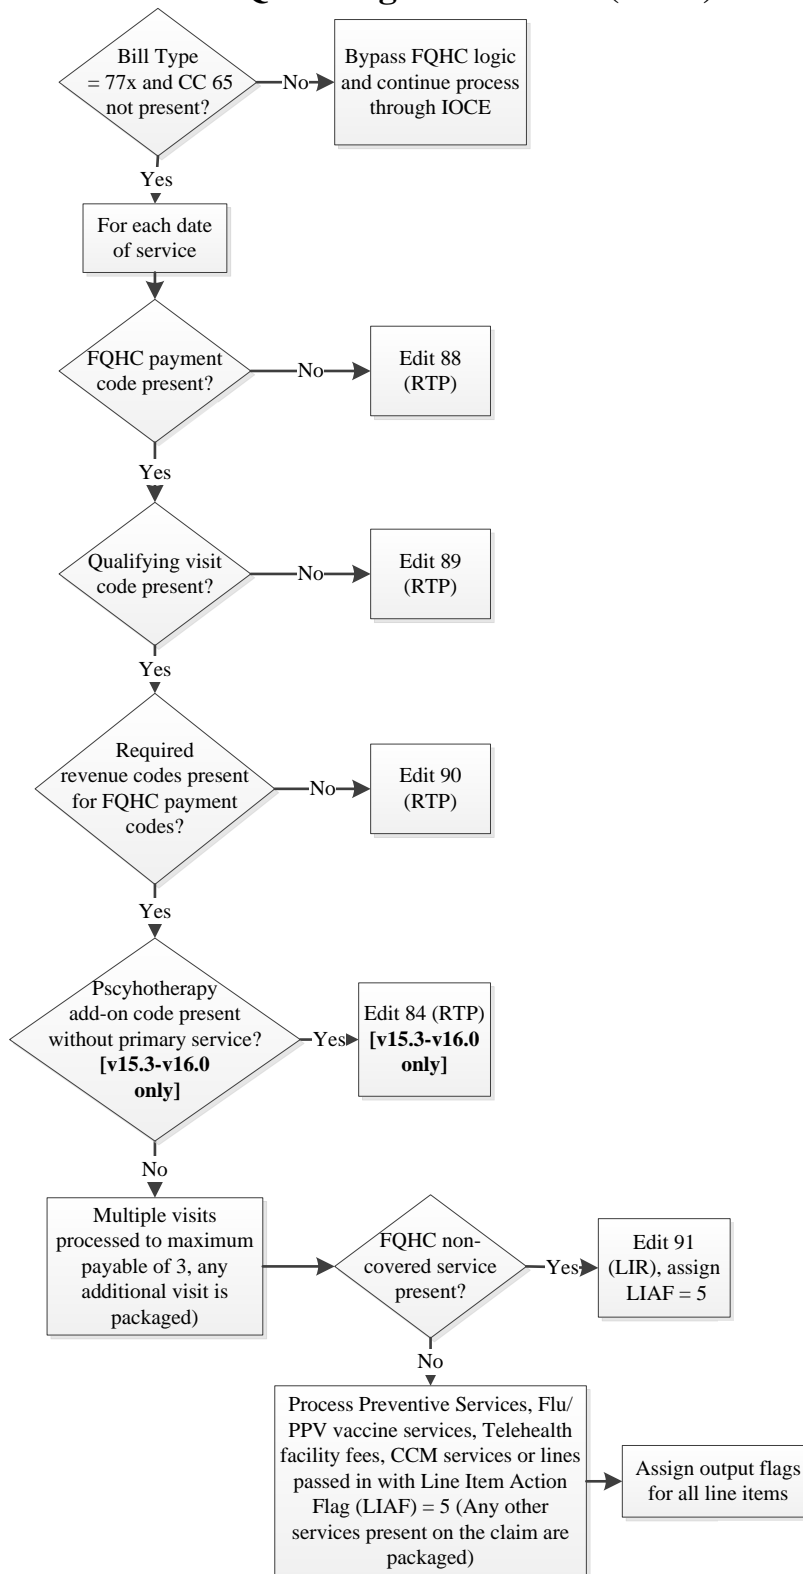 Bill Type
= 77x and CC 65
not present?
No
Bypass FQHC logic
and continue process
through IOCE
Yes
For each date
of service
FQHC payment
code present?
No
Edit 88
(RTP)
Yes
Qualifying visit
code present?
No
Edit 89
(RTP)
Yes
Required
revenue codes present
for FQHC payment
codes?
No
Edit 90
(RTP)
Yes
Pscyhotherapy
add-on code present
without primary service?
[v15.3-v16.0
only]
Yes
Edit 84 (RTP)
[v15.3-v16.0
only]
No
Multiple visits
processed to maximum
payable of 3, any
additional visit is
packaged)
FQHC non-
covered service
present?
Yes
Edit 91
(LIR), assign
LIAF = 5
No
Process Preventive Services, Flu/
PPV vaccine services, Telehealth
facility fees, CCM services or lines
passed in with Line Item Action
Flag (LIAF) = 5 (Any other
services present on the claim are
packaged)
Assign output flags
for all line items